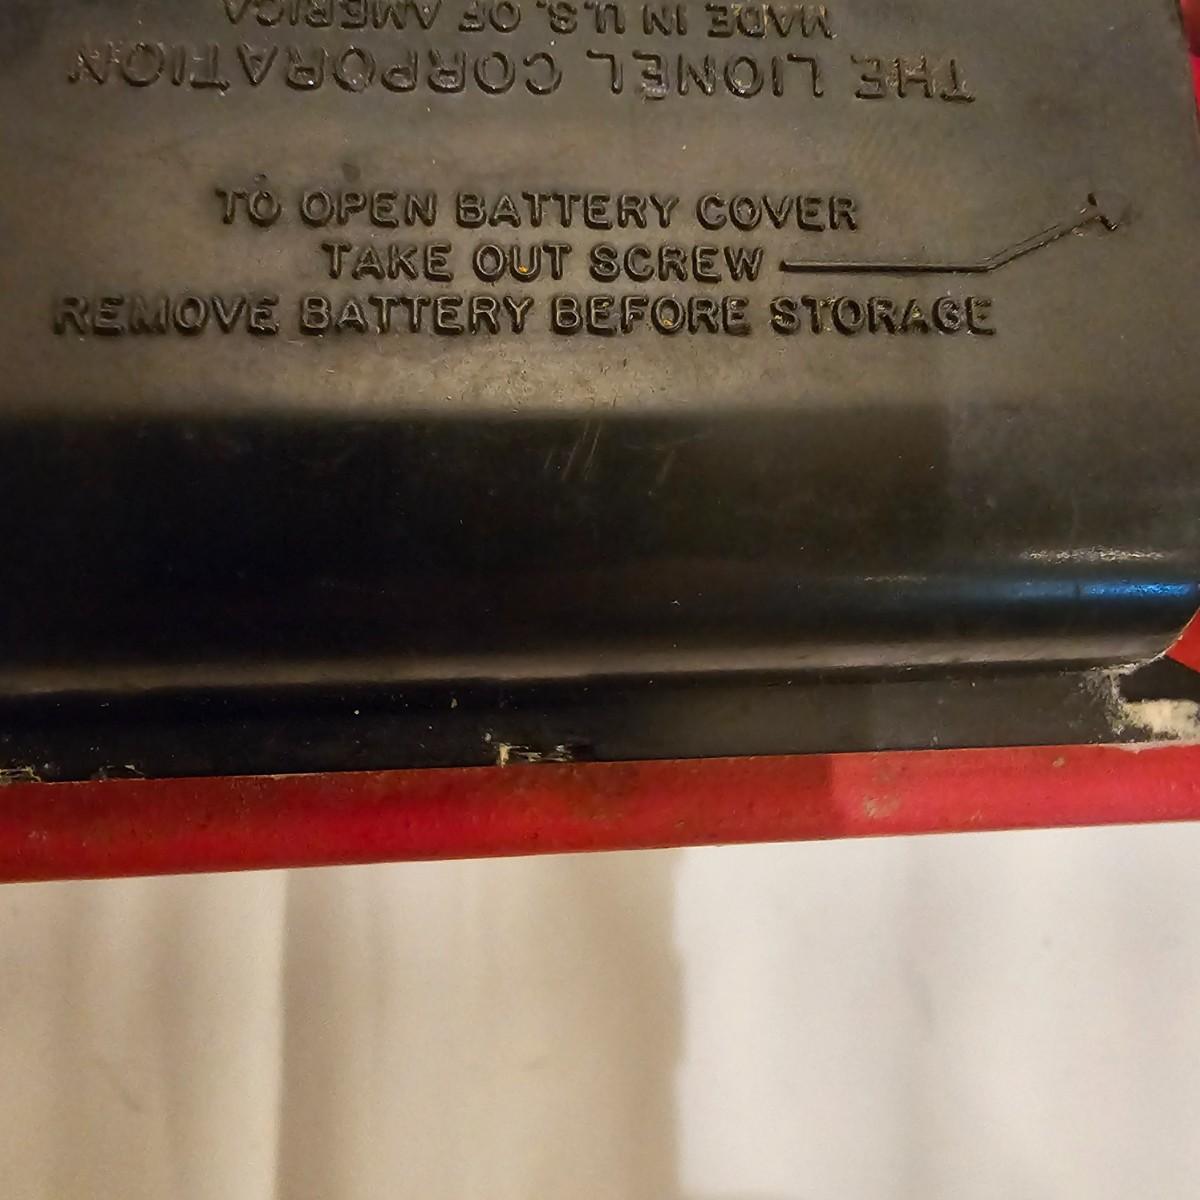 MADE IN U.S. OF AMERICA
THE LIONEL CORPORATION
TO OPEN BATTERY COVER
TAKE OUT SCREW
REMOVE BATTERY BEFORE STORAGE